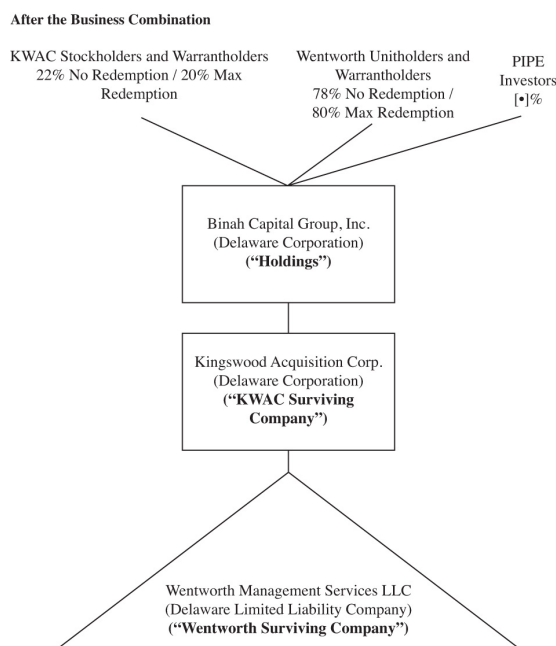 After the Business Combination
KWAC Stockholders and Warrantholders
22% No Redemption / 20% Max
Redemption
Wentworth Unitholders and
Warrantholders
78% No Redemption /
80% Max Redemption
PIPE
Investors
[•]%
Binah Capital Group, Inc.
(Delaware Corporation)
(“Holdings”)
Kingswood Acquisition Corp.
(Delaware Corporation)
(“KWAC Surviving
Company”)
Wentworth Management Services LLC
(Delaware Limited Liability Company)
(“Wentworth Surviving Company”)